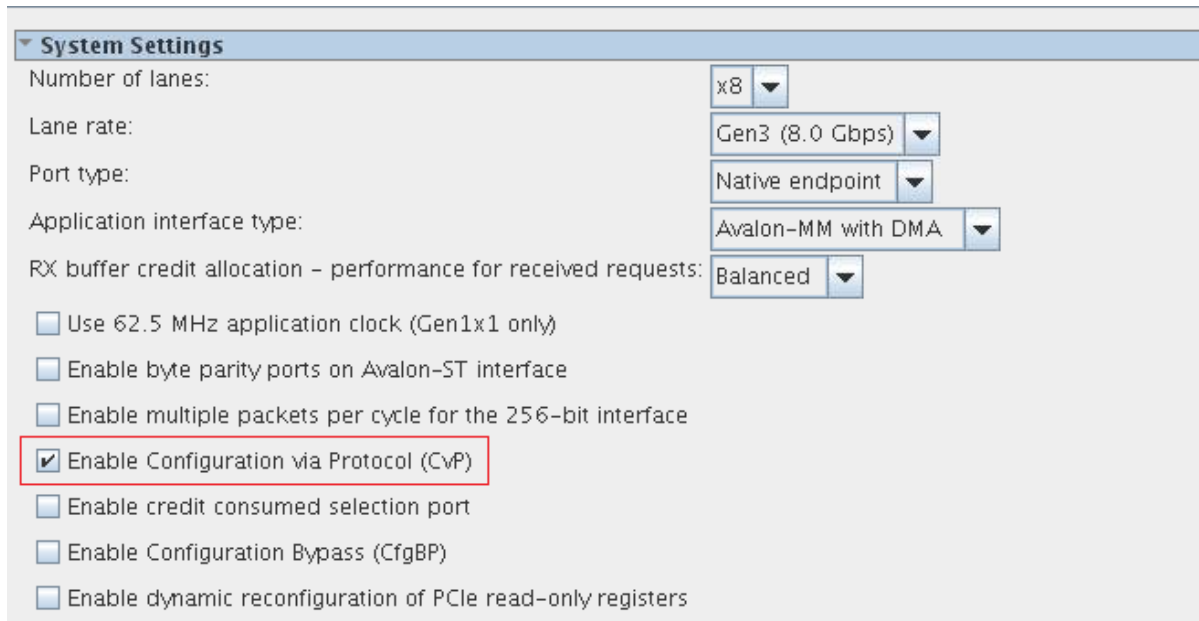 System Settings
Number of lanes: x8
Lane rate: Gen3 (8.0 Gbps)
Port type: Native endpoint
Application interface type: Avalon-MM with DMA
RX buffer credit allocation - performance for received requests: Balanced
Use 62.5 MHz application clock (Gen1x1 only)
Enable byte parity ports on Avalon-ST interface
Enable multiple packets per cycle for the 256-bit interface
Enable Configuration via Protocol (CvP)
Enable credit consumed selection port
Enable Configuration Bypass (CfgBP)
Enable dynamic reconfiguration of PCIe read-only registers